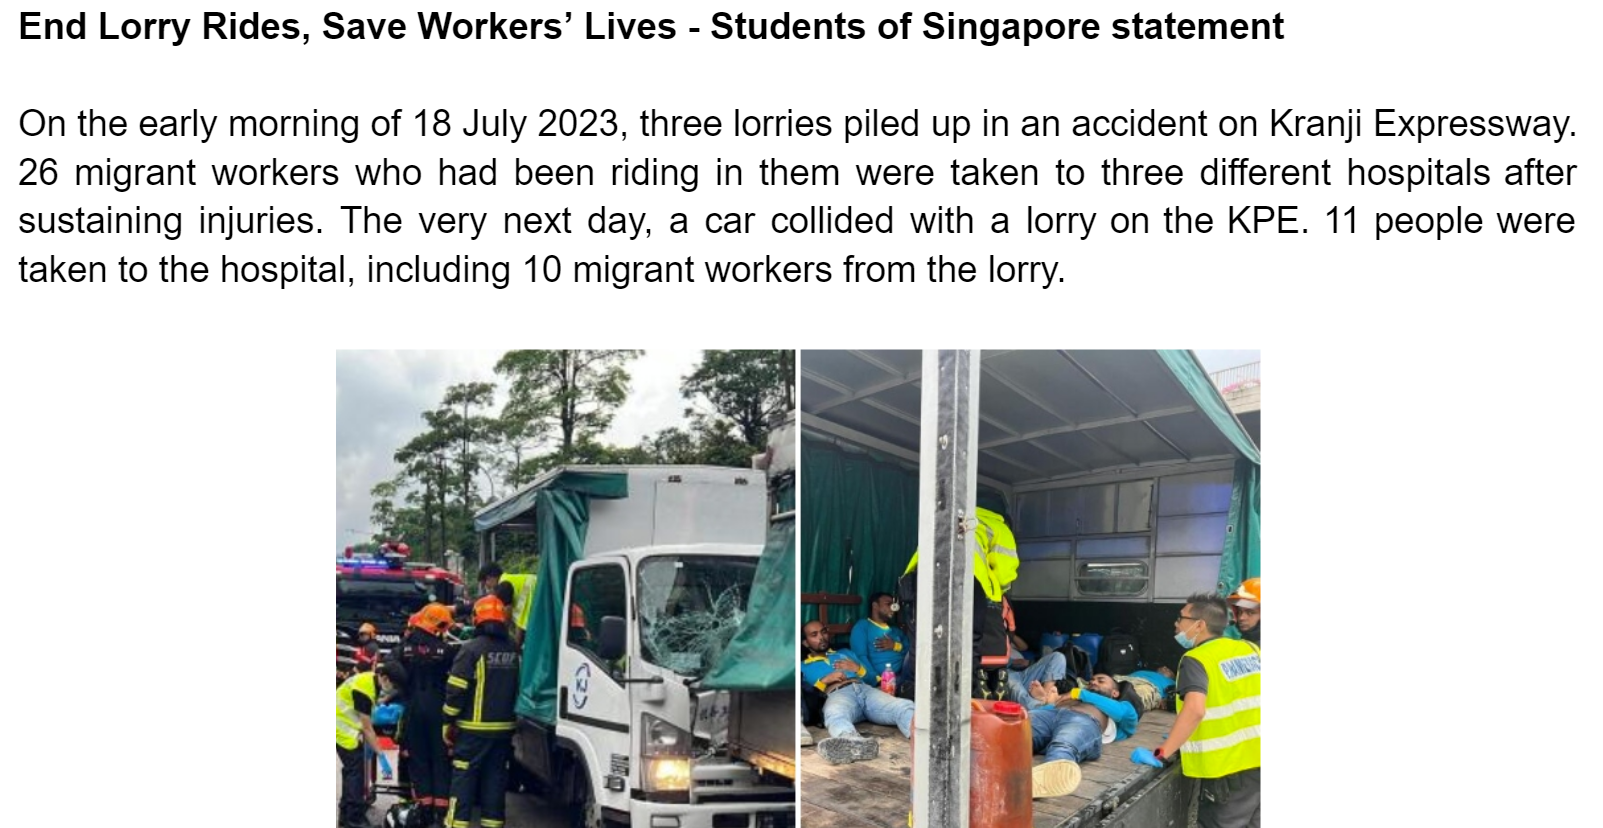 End Lorry Rides, Save Workers’ Lives - Students of Singapore statement
On the early morning of 18 July 2023, three lorries piled up in an accident on Kranji Expressway.
26 migrant workers who had been riding in them were taken to three different hospitals after
sustaining injuries. The very next day, a car collided with a lorry on the KPE. 11 people were
taken to the hospital, including 10 migrant workers from the lorry.
SCDF
KJ